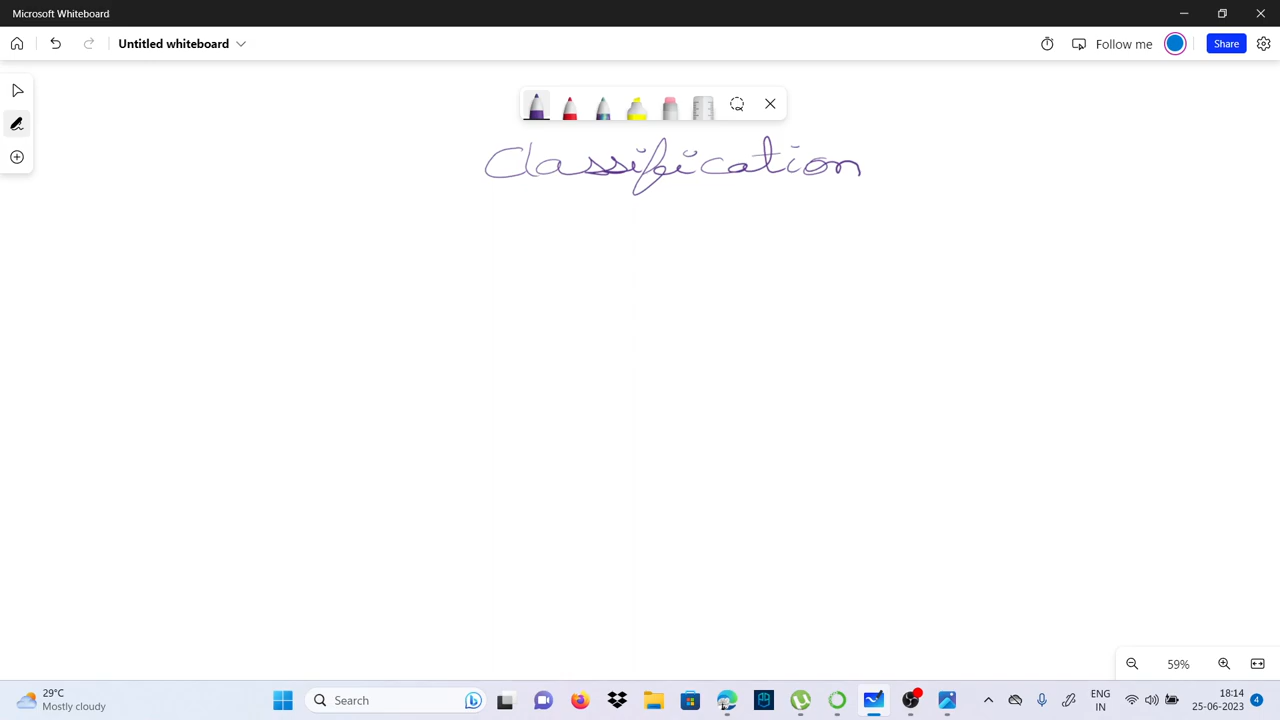 Microsoft Whiteboard
Untitled whiteboard
Follow me
Share
Classification
59%
29°C
Mostly cloudy
Search
ENG
IN
18:14
25-06-2023
4